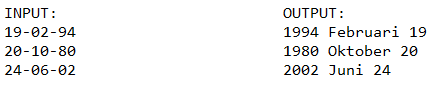 INPUT: OUTPUT:
19-02-94 1994 Februari 19
20-10-80 1980 Oktober 20
24-06-02 2002 Juni 24